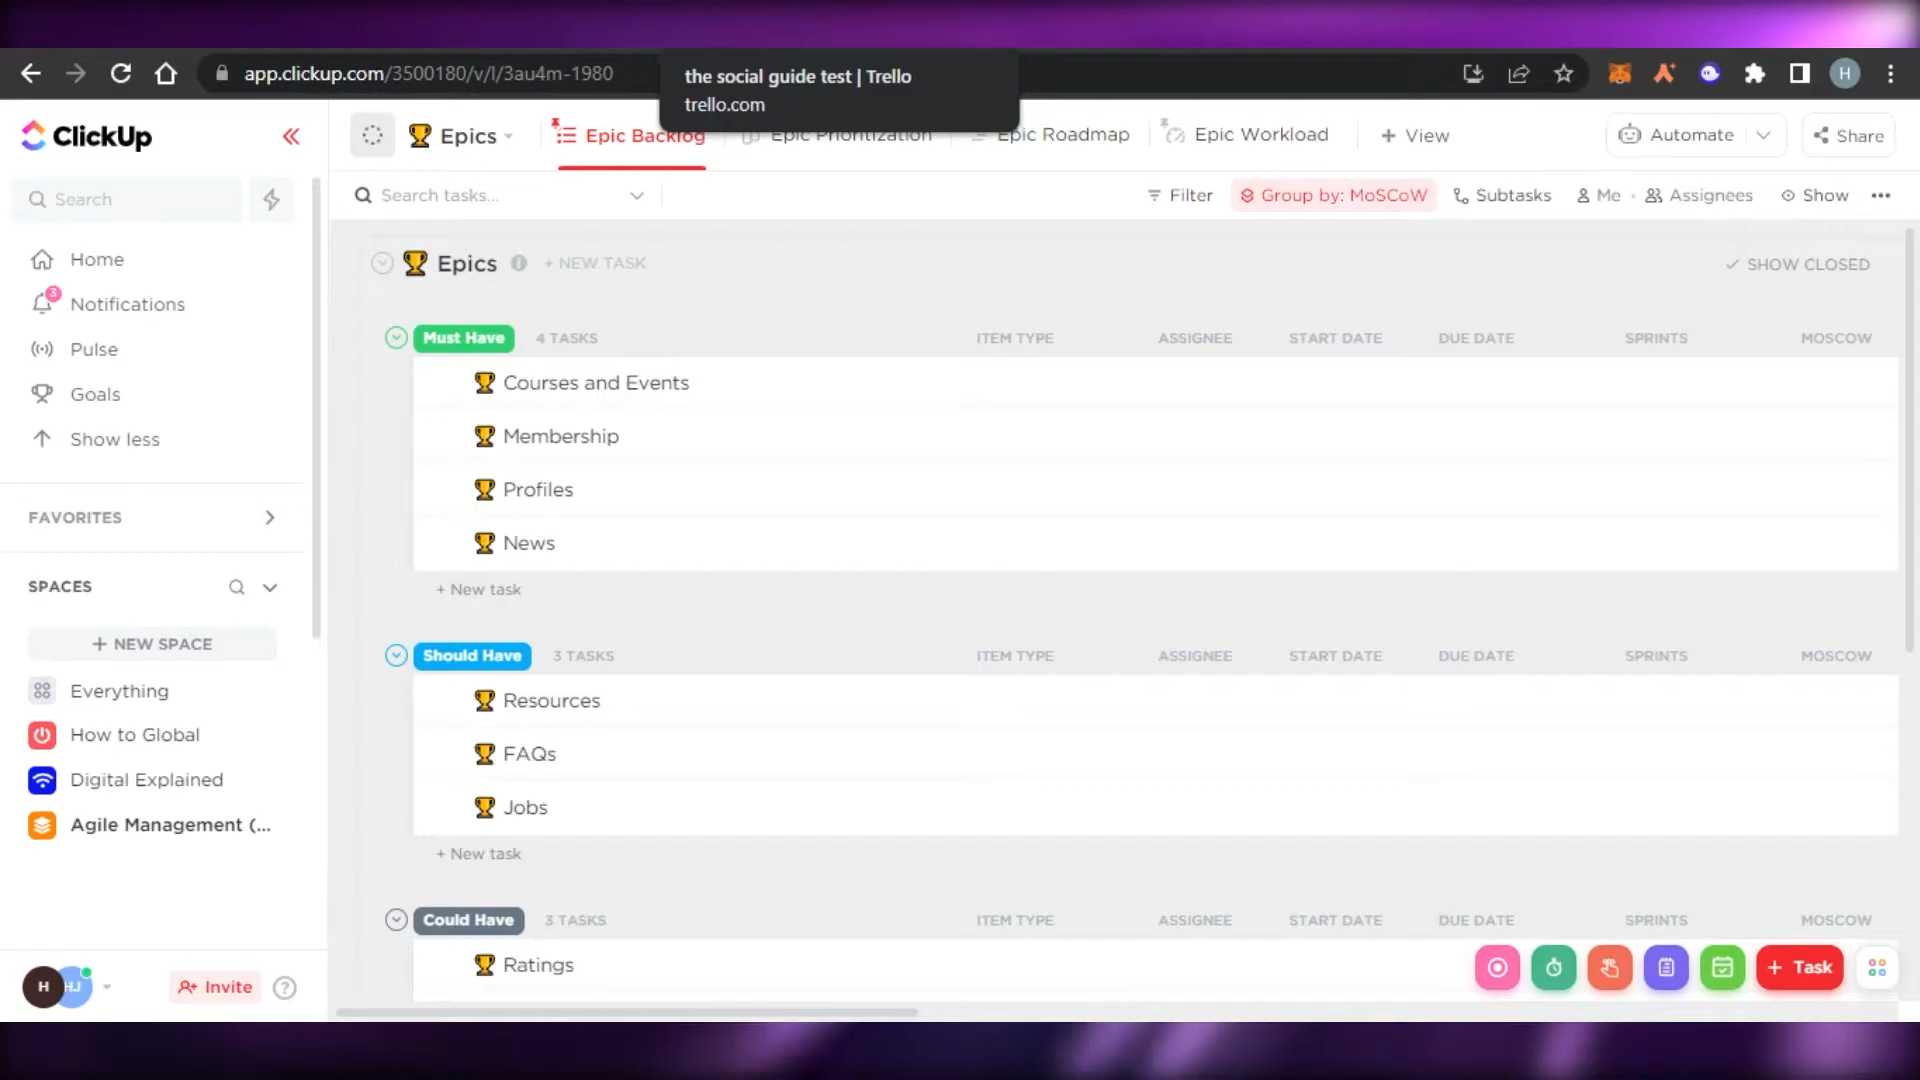 app.clickup.com/3500180/v/l/3au4m-1980
the social guide test | Trello
trello.com
H
ClickUp
Epics
Epic Backlog
Epic Prioritization
Epic Roadmap
Epic Workload
+ View
Automate
Share
Search
Search tasks...
Filter
Group by: MoSCoW
Subtasks
Me
Assignees
Show
Home
3
Notifications
Pulse
Goals
Show less
FAVORITES
SPACES
+ NEW SPACE
Everything
How to Global
Digital Explained
Agile Management (...
H
HJ
Invite
?
Epics
+ NEW TASK
SHOW CLOSED
Must Have
4 TASKS
ITEM TYPE
ASSIGNEE
START DATE
DUE DATE
SPRINTS
MOSCOW
Courses and Events
Membership
Profiles
News
+ New task
Should Have
3 TASKS
ITEM TYPE
ASSIGNEE
START DATE
DUE DATE
SPRINTS
MOSCOW
Resources
FAQs
Jobs
+ New task
Could Have
3 TASKS
ITEM TYPE
ASSIGNEE
START DATE
DUE DATE
SPRINTS
MOSCOW
Ratings
+ Task